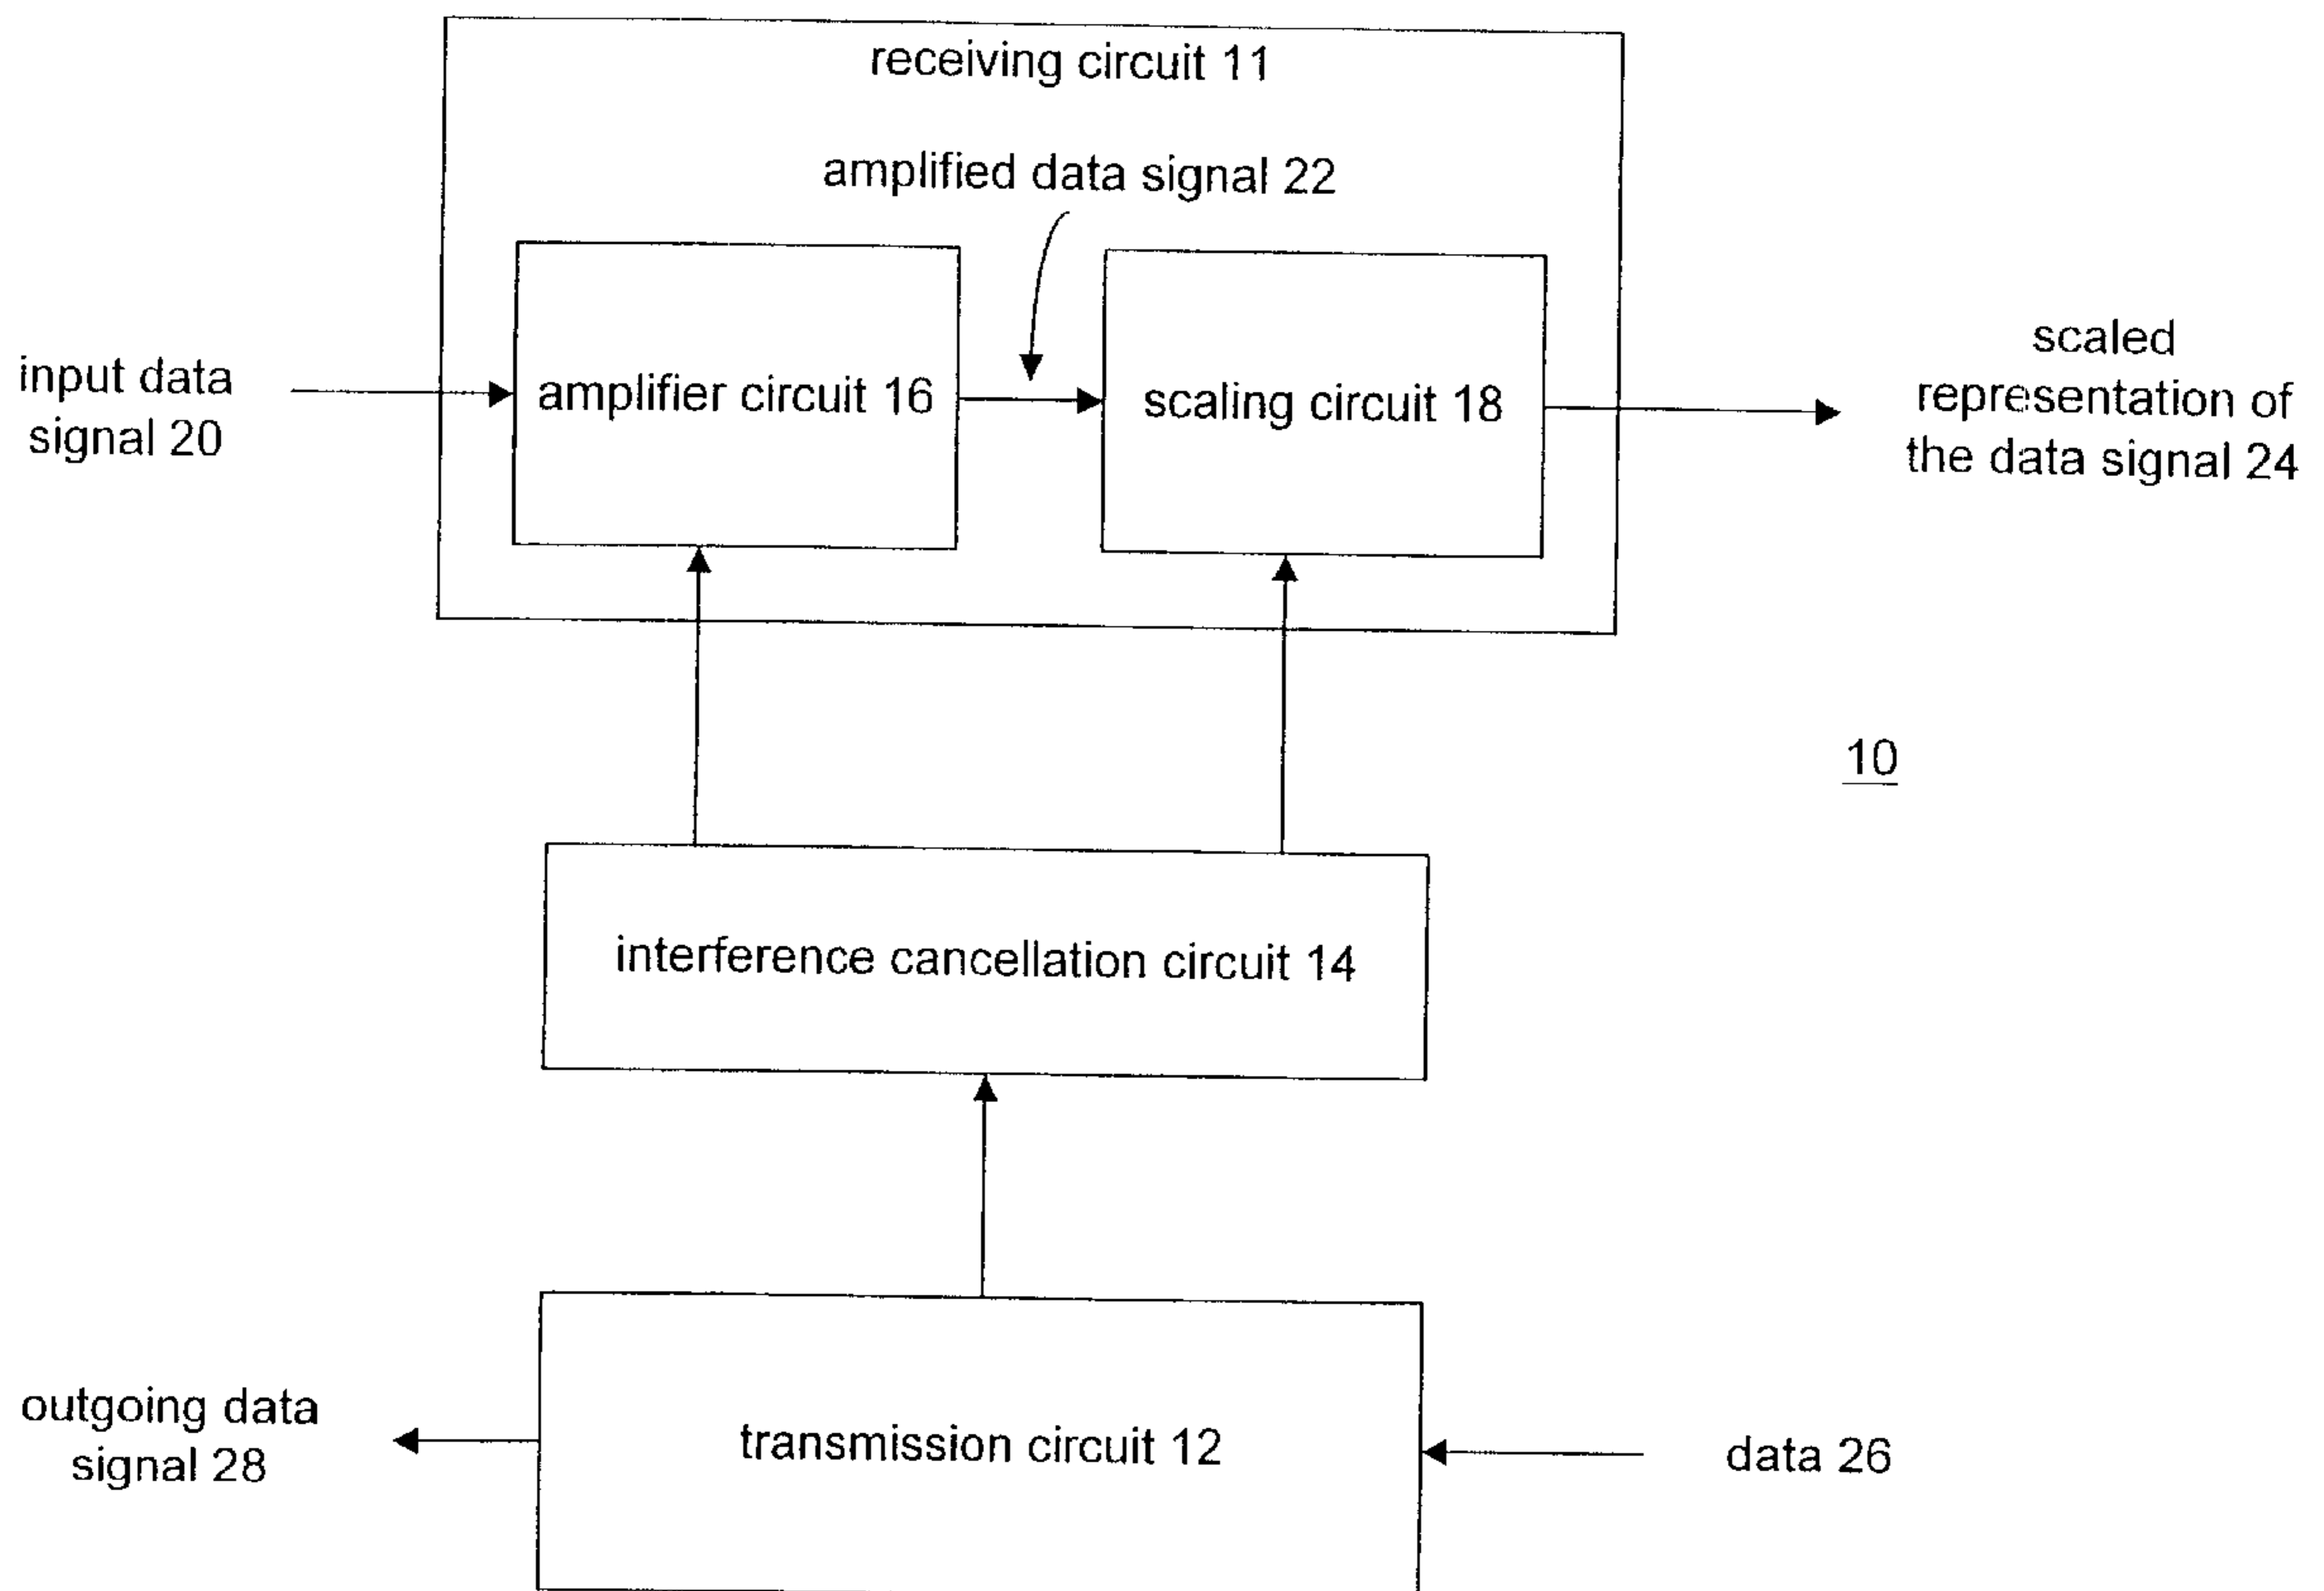 receiving circuit 11
amplified data signal 22
input data
signal 20
amplifier circuit 16
scaling circuit 18
scaled
representation of
the data signal 24
10
interference cancellation circuit 14
outgoing data
signal 28
transmission circuit 12
data 26